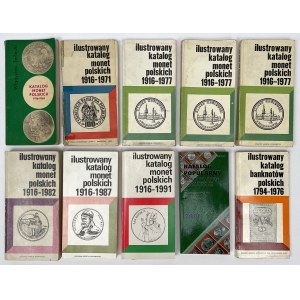 KATALOG
MONET
POLSKICH
ilustrowany
katalog
monet
polskich
1916-1971
ilustrowany
katalog
monet
polskich
1916-1977
ilustrowany
katalog
monet
polskich
1916-1977
ilustrowany
katalog
monet
polskich
1916-1977
ilustrowany
katalog
monet
polskich
1916-1982
ilustrowany
katalog
monet
polskich
1916-1987
ilustrowany
katalog
monet
polskich
1916-1991
KATALOG
POPULARNY
ilustrowany
katalog
banknotów
polskich
1794-1976